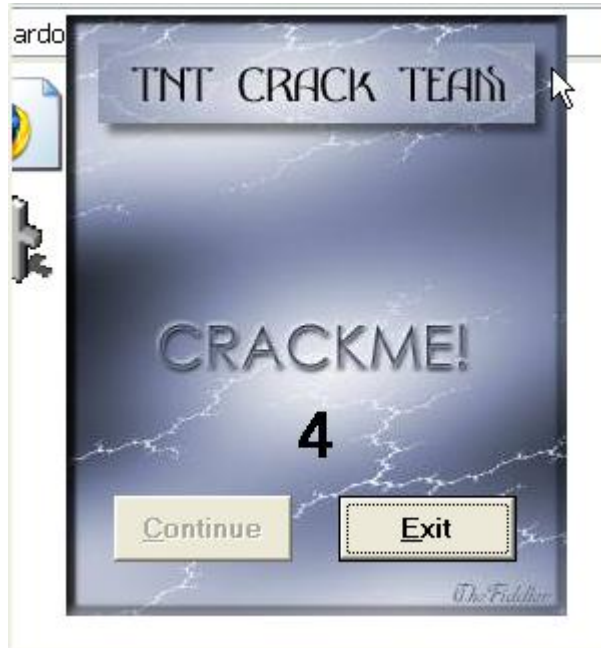 ardo
TNT CRACK TEAM
CRACKME!
4
Continue
Exit
The Fiddler